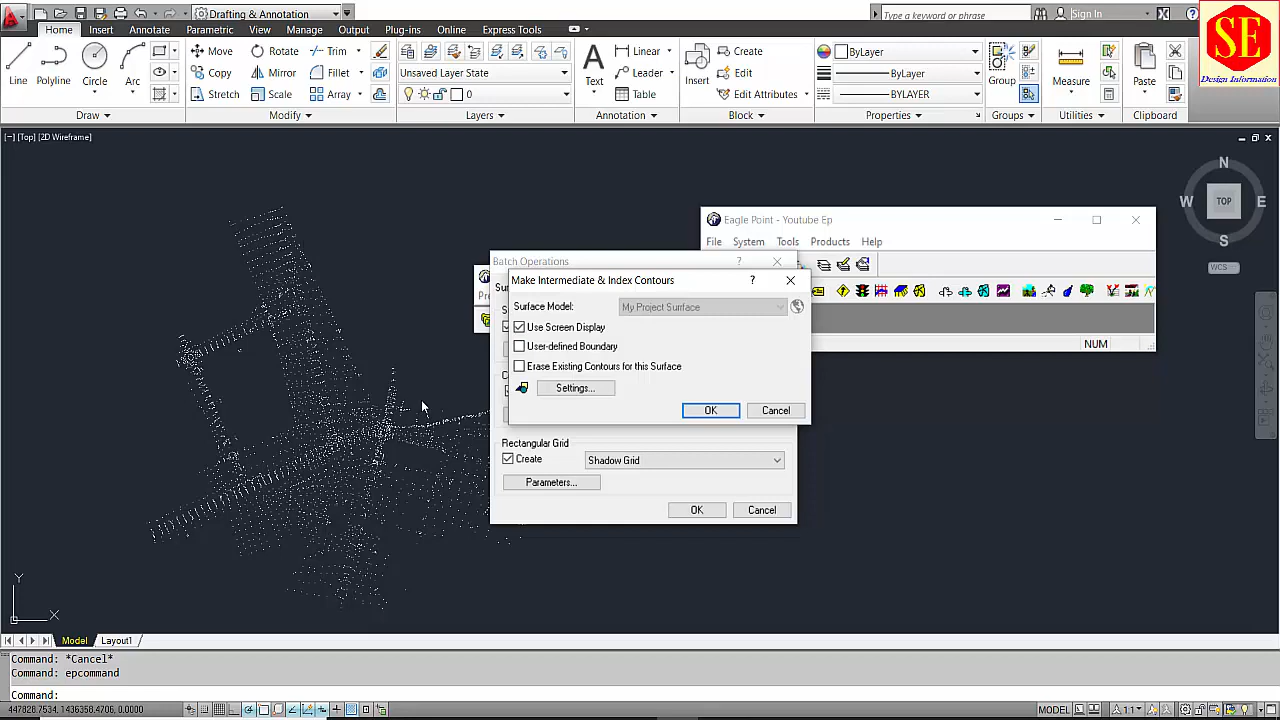 Drafting & Annotation
Type a keyword or phrase
Sign In
SE
Design Information
Home Insert Annotate Parametric View Manage Output Plug-ins Online Express Tools
Line Polyline Circle Arc
Move Rotate Trim
Copy Mirror Fillet
Stretch Scale Array
Unsaved Layer State
0
Text
Linear
Leader
Table
Insert
Create
Edit
Edit Attributes
ByLayer
ByLAYER
BYLAYER
Group
Measure
Paste
Draw Modify Layers Annotation Block Properties Groups Utilities Clipboard
[−] [Top] [2D Wireframe]
N
W TOP E
S
WCS
Eagle Point - Youtube Ep
File System Tools Products Help
NUM
Batch Operations
?
Make Intermediate & Index Contours
?
Surface Model: My Project Surface
Use Screen Display
User-defined Boundary
Erase Existing Contours for this Surface
Settings...
OK Cancel
Rectangular Grid
Create Shadow Grid
Parameters...
OK Cancel
Y
X
Model Layout1
Command: *Cancel*
Command: epcommand
Command:
447828.7534, 1436358.4706, 0.0000
MODEL
1:1